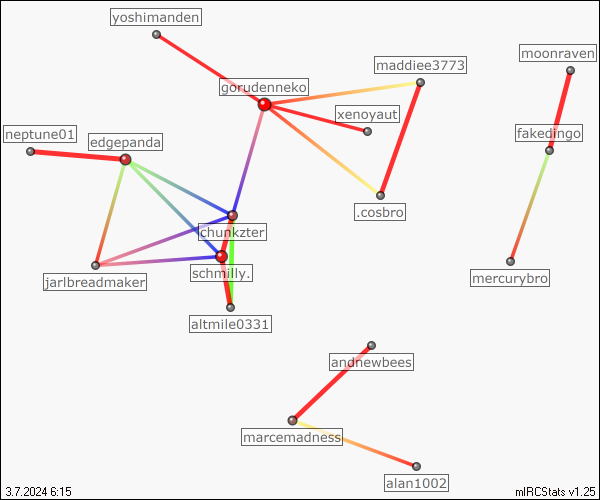 yoshimanden
moonraven
maddiee3773
gorudenneko
xenoyaut
neptune01
fakedingo
edgepanda
.cosbro
chunkzter
schmilly.
jarlbreadmaker
mercurybro
altmile0331
andnewbees
marcemadness
alan1002
3.7.2024 6:15
mIRCStats v1.25